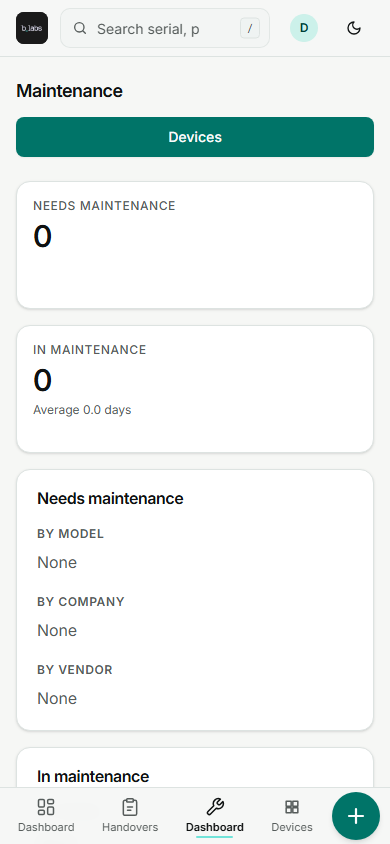 b_labs
Search serial, p
/
D
Maintenance
Devices
NEEDS MAINTENANCE
0
IN MAINTENANCE
0
Average 0.0 days
Needs maintenance
BY MODEL
None
BY COMPANY
None
BY VENDOR
None
In maintenance
Dashboard
Handovers
Dashboard
Devices